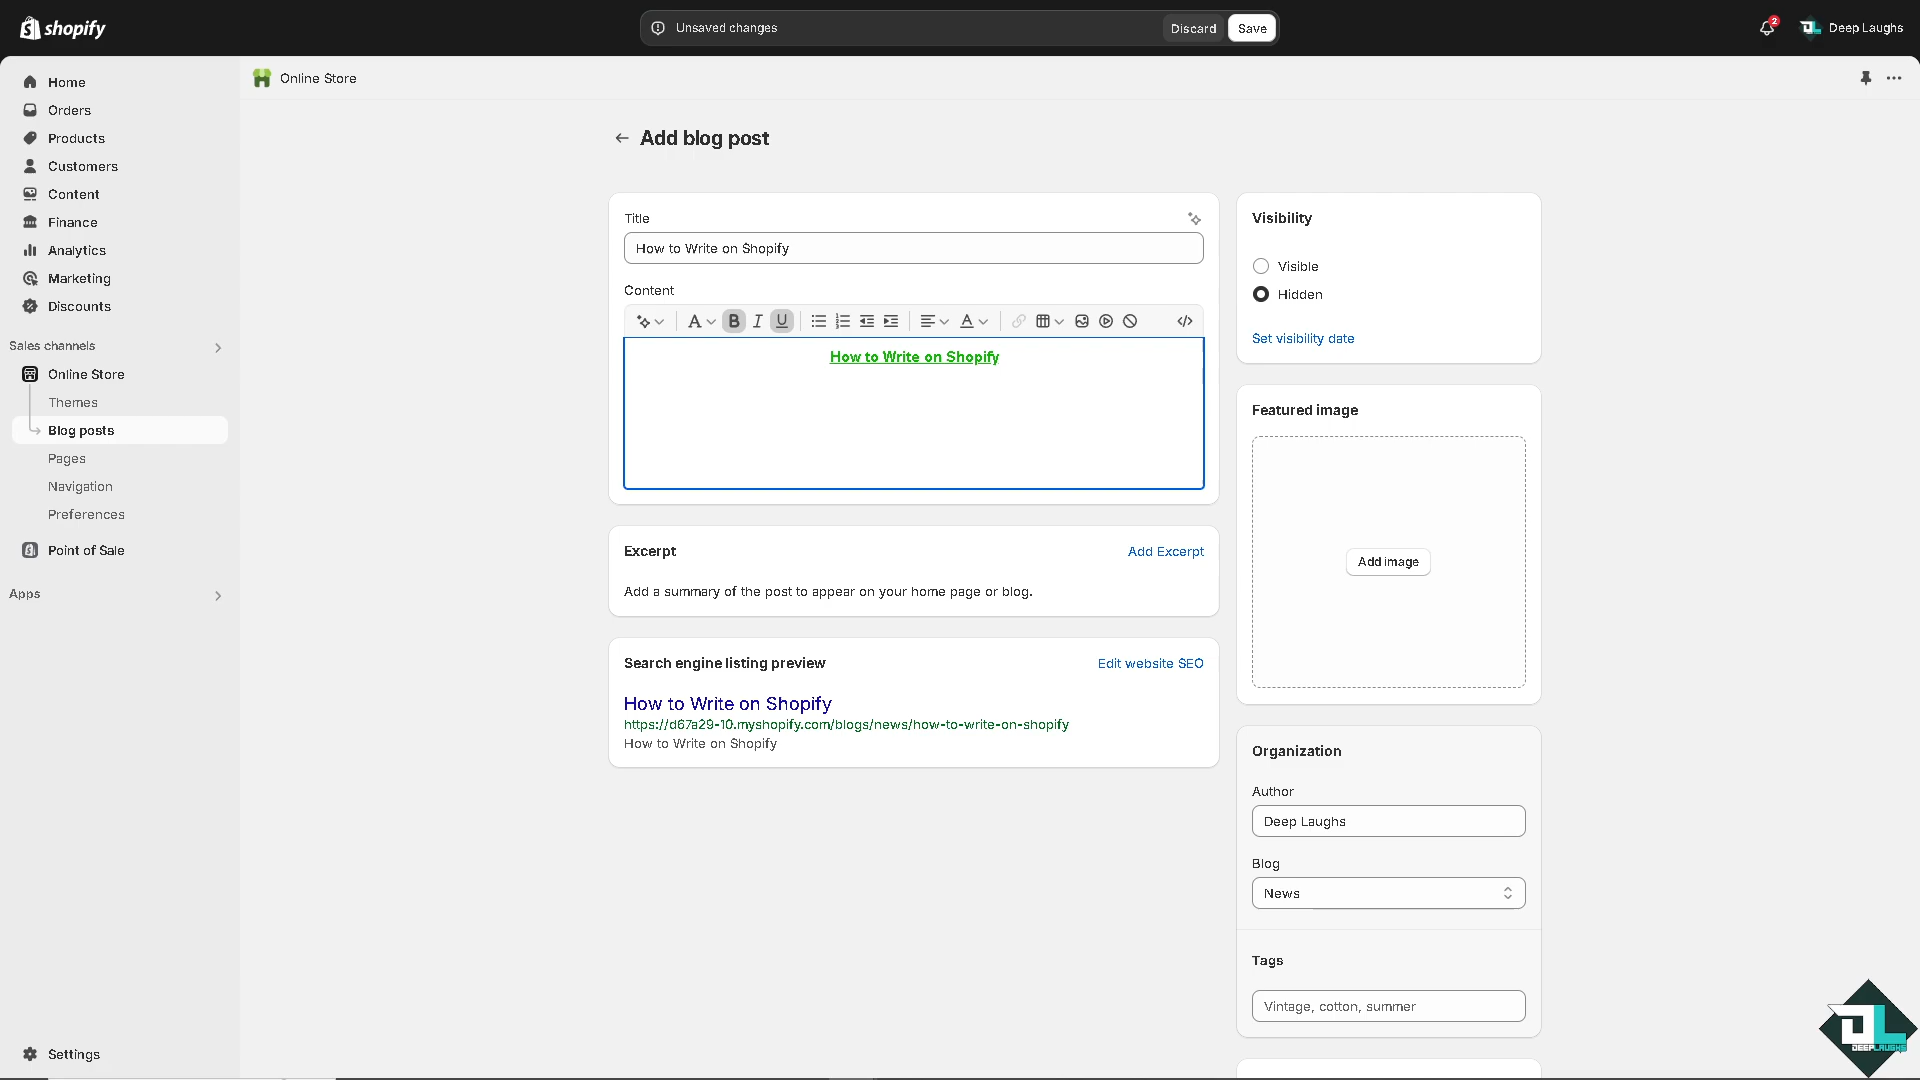 shopify
Unsaved changes
Discard
Save
2
Deep Laughs
Home
Orders
Products
Customers
Content
Finance
Analytics
Marketing
Discounts
Sales channels
Online Store
Themes
Blog posts
Pages
Navigation
Preferences
Point of Sale
Apps
Settings
Online Store
Add blog post
Title
How to Write on Shopify
Content
A B I U A
How to Write on Shopify
Excerpt
Add Excerpt
Add a summary of the post to appear on your home page or blog.
Search engine listing preview
Edit website SEO
How to Write on Shopify
https://d67a29-10.myshopify.com/blogs/news/how-to-write-on-shopify
How to Write on Shopify
Visibility
Visible
Hidden
Set visibility date
Featured image
Add image
Organization
Author
Deep Laughs
Blog
News
Tags
Vintage, cotton, summer
DL
DEEPLAUGHS